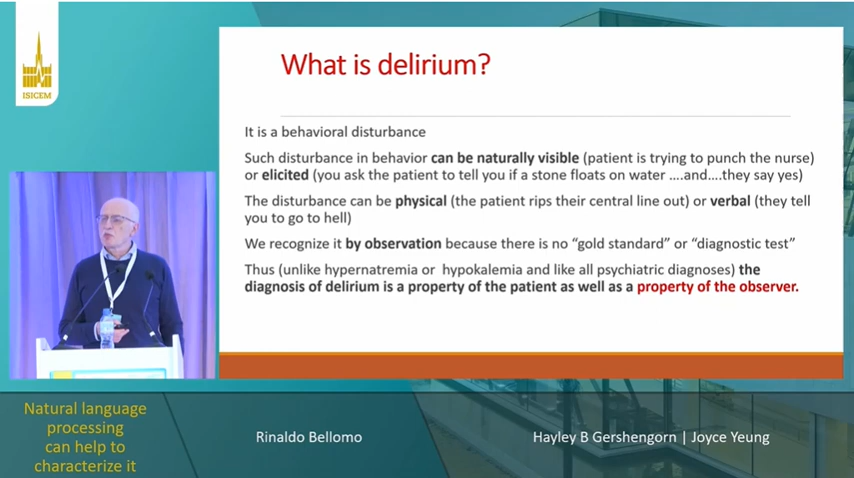 ISICEM
What is delirium?
It is a behavioral disturbance
Such disturbance in behavior can be naturally visible (patient is trying to punch the nurse)
or elicited (you ask the patient to tell you if a stone floats on water ....and....they say yes)
The disturbance can be physical (the patient rips their central line out) or verbal (they tell
you to go to hell)
We recognize it by observation because there is no “gold standard” or “diagnostic test”
Thus (unlike hypernatremia or hypokalemia and like all psychiatric diagnoses) the
diagnosis of delirium is a property of the patient as well as a property of the observer.
Natural language
processing
can help to
characterize it
Rinaldo Bellomo
Hayley B Gershengorn | Joyce Yeung